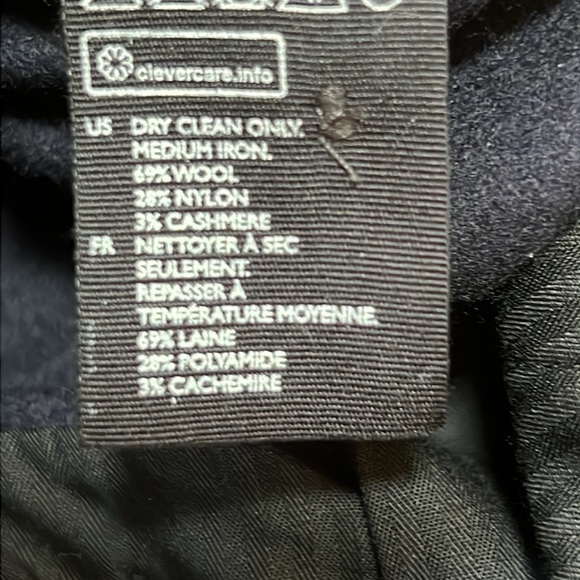 clevercare.info
US DRY CLEAN ONLY.
MEDIUM IRON.
69% WOOL
28% NYLON
3% CASHMERE
FR NETTOYER À SEC
SEULEMENT.
REPASSER À
TEMPÉRATURE MOYENNE.
69% LAINE
28% POLYAMIDE
3% CACHEMIRE